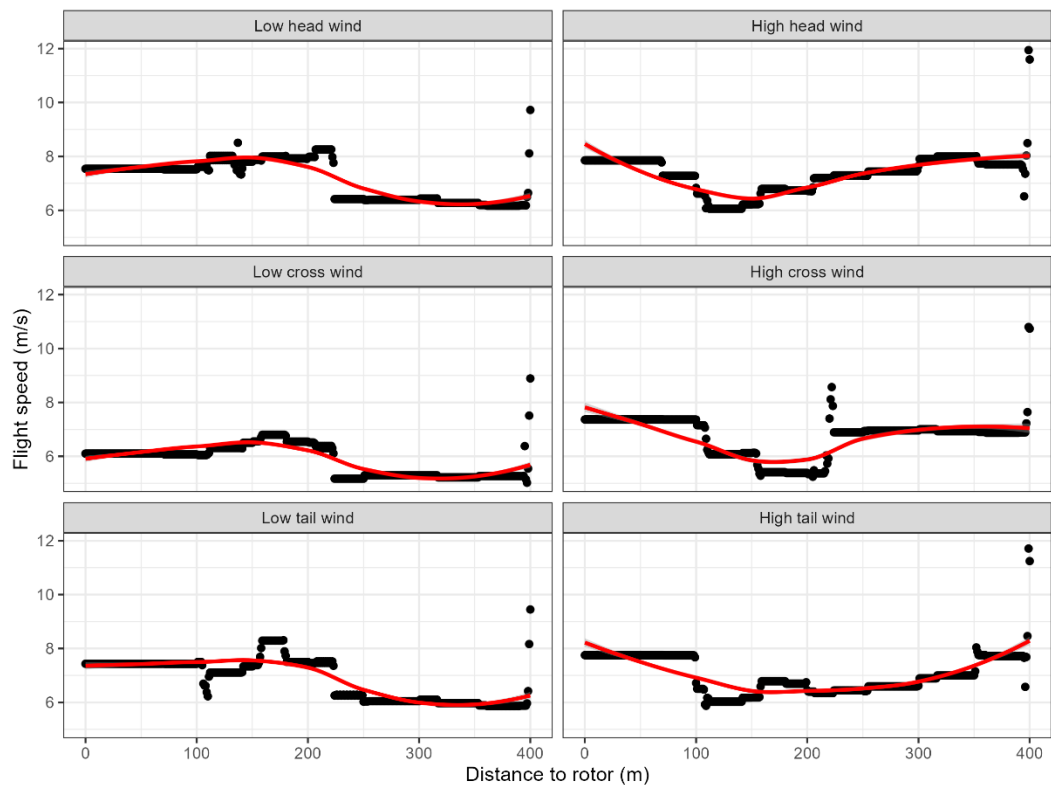 Low head wind
High head wind
12
10
8
6
Low cross wind
High cross wind
12
10
8
6
Flight speed (m/s)
Low tail wind
High tail wind
12
10
8
6
0 100 200 300 400 0 100 200 300 400
Distance to rotor (m)